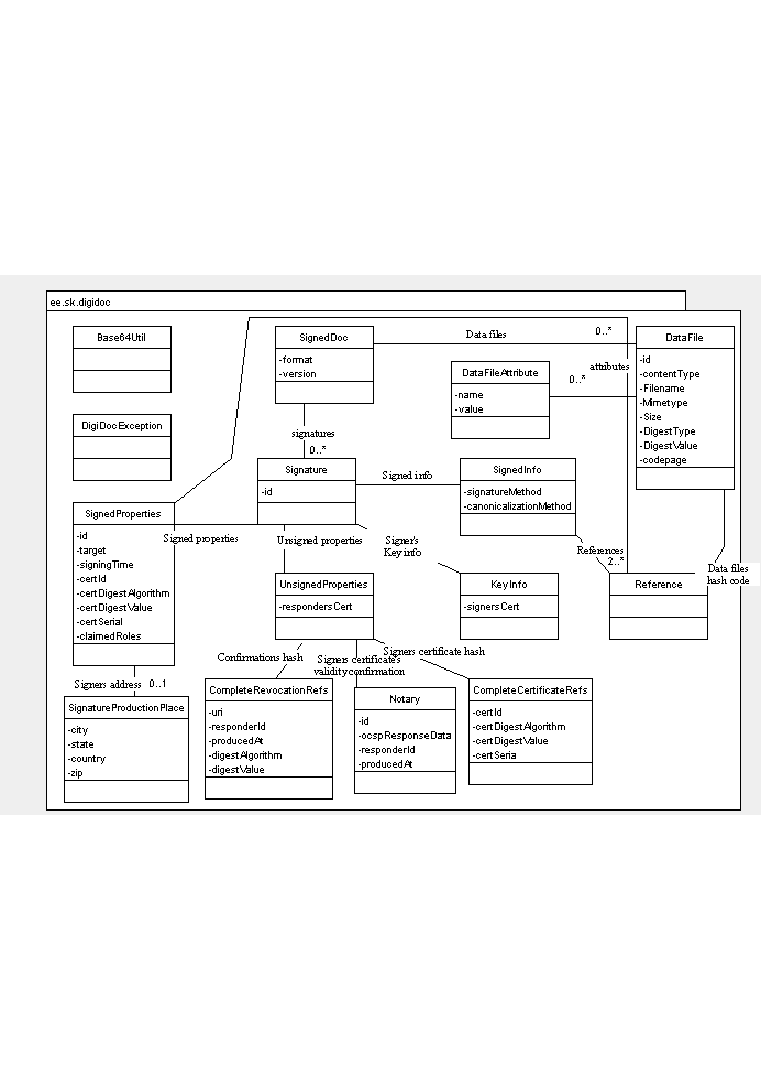 ee.sk.digidoc
Base64Util
SignedDoc
-format
-version
Data files
0..*
DataFile
-id
-contentType
-Filename
-Mimetype
-Size
-DigestType
-DigestValue
-codepage
attributes
0..*
DataFileAttribute
-name
-value
DigiDocException
signatures
0..*
Signature
-id
Signed info
SignedInfo
-signatureMethod
-canonicalizationMethod
SignedProperties
-id
-target
-signingTime
-certId
-certDigestAlgorithm
-certDigestValue
-certSerial
-claimedRoles
Signed properties
Unsigned properties
Signer's
Key info
References
2..*
Data files
hash code
UnsignedProperties
-respondersCert
KeyInfo
-signersCert
Reference
Confirmations hash
Signers certificate's
validity confirmation
Signers certificate hash
Signers address
0..1
SignatureProductionPlace
-city
-state
-country
-zip
CompleteRevocationRefs
-uri
-responderId
-producedAt
-digestAlgorithm
-digestValue
Notary
-id
-ocspResponseData
-responderId
-producedAt
CompleteCertificateRefs
-certId
-certDigestAlgorithm
-certDigestValue
-certSeria